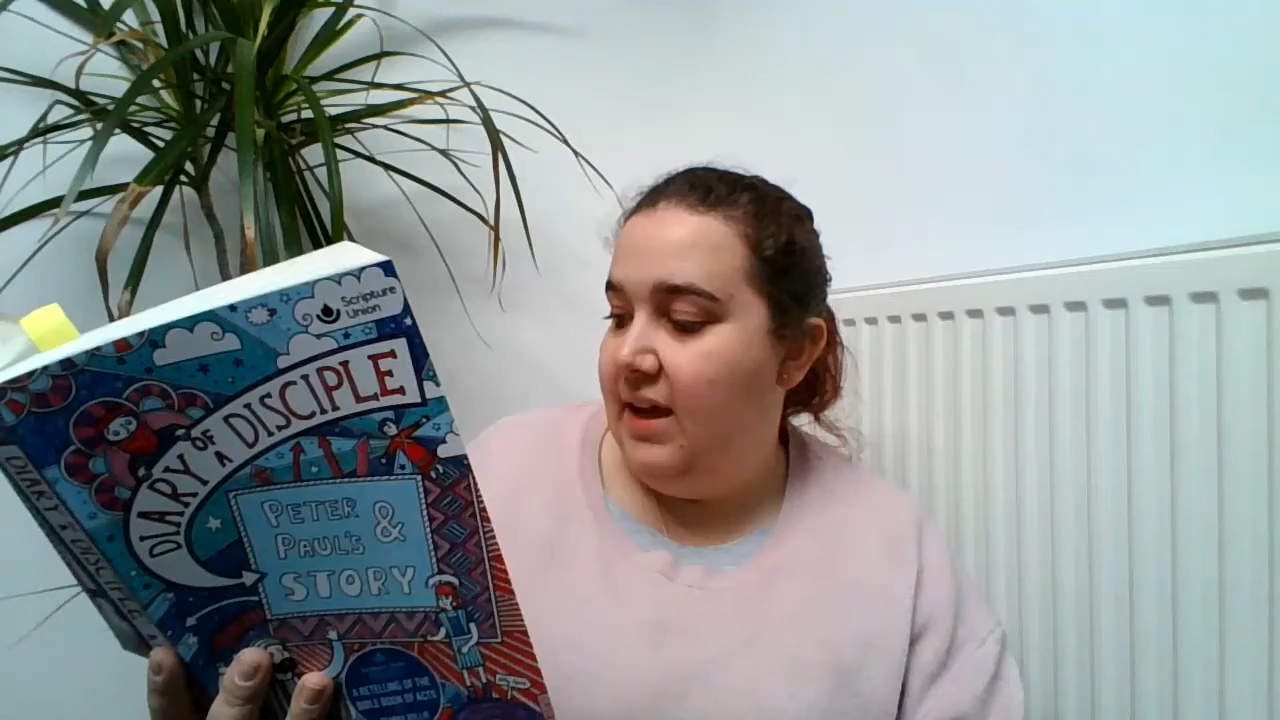 Scripture
Union
DIARY OF A DISCIPLE
PETER &
PAUL'S
STORY
A RETELLING OF THE
BIBLE BOOK OF ACTS
DIARY OF A DISCIPLE